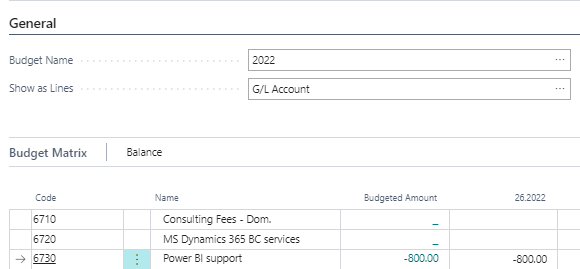 General
Budget Name 2022 ...
Show as Lines G/L Account ...
Budget Matrix Balance
Code Name Budgeted Amount 26.2022
6710 Consulting Fees - Dom. _
6720 MS Dynamics 365 BC services _
6730 Power BI support -800.00 -800.00